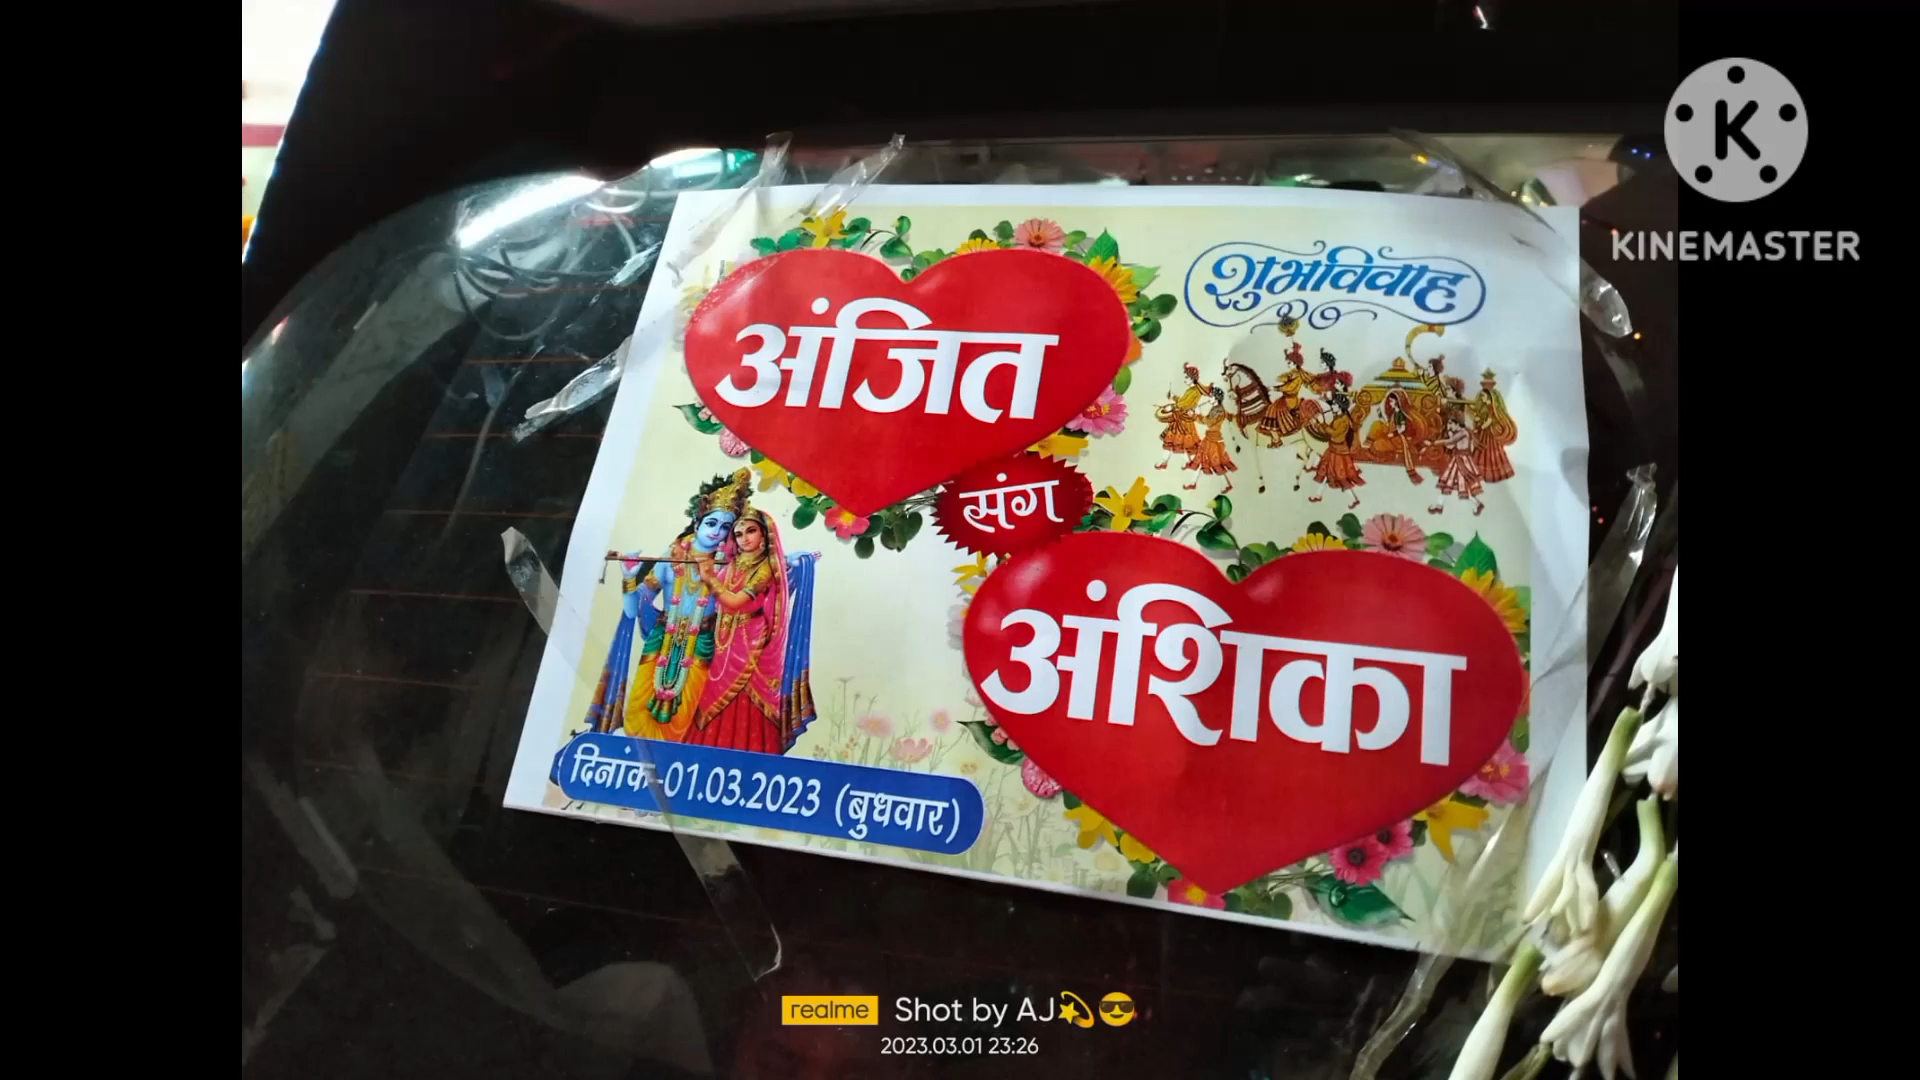 शुभविवाह
अंजित
संग
अंशिका
दिनांक-01.03.2023 (बुधवार)
K
KINEMASTER
realme Shot by AJ💫😎
2023.03.01 23:26